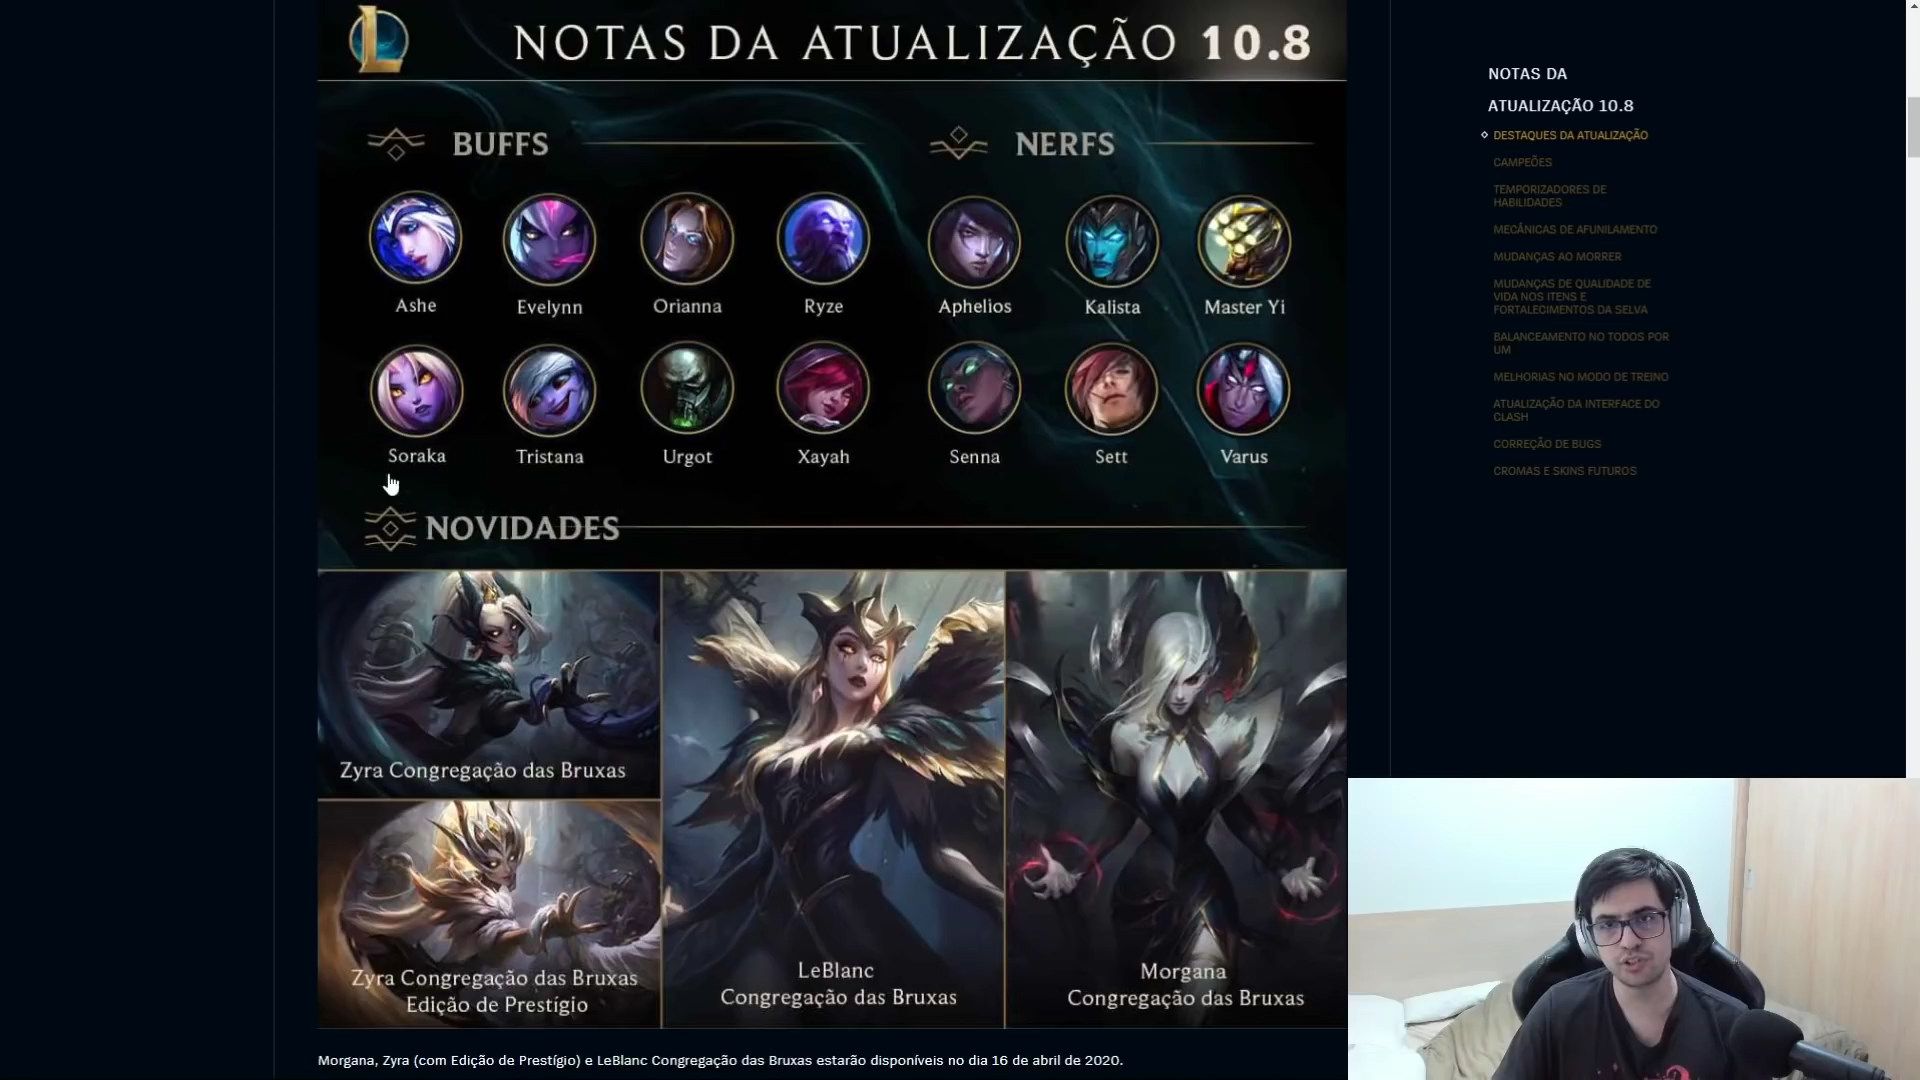 NOTAS DA ATUALIZAÇÃO 10.8
BUFFS
NERFS
Ashe
Evelynn
Orianna
Ryze
Aphelios
Kalista
Master Yi
Soraka
Tristana
Urgot
Xayah
Senna
Sett
Varus
NOVIDADES
Zyra Congregação das Bruxas
Zyra Congregação das Bruxas
Edição de Prestígio
LeBlanc
Congregação das Bruxas
Morgana
Congregação das Bruxas
Morgana, Zyra (com Edição de Prestígio) e LeBlanc Congregação das Bruxas estarão disponíveis no dia 16 de abril de 2020.
NOTAS DA
ATUALIZAÇÃO 10.8
DESTAQUES DA ATUALIZAÇÃO
CAMPEÕES
TEMPORIZADORES DE
HABILIDADES
MECÂNICAS DE AFUNILAMENTO
MUDANÇAS AO MORRER
MUDANÇAS DE QUALIDADE DE
VIDA NOS ITENS E
FORTALECIMENTOS DA SELVA
BALANCEAMENTO NO TODOS POR
UM
MELHORIAS NO MODO DE TREINO
ATUALIZAÇÃO DA INTERFACE DO
CLASH
CORREÇÃO DE BUGS
CROMAS E SKINS FUTUROS